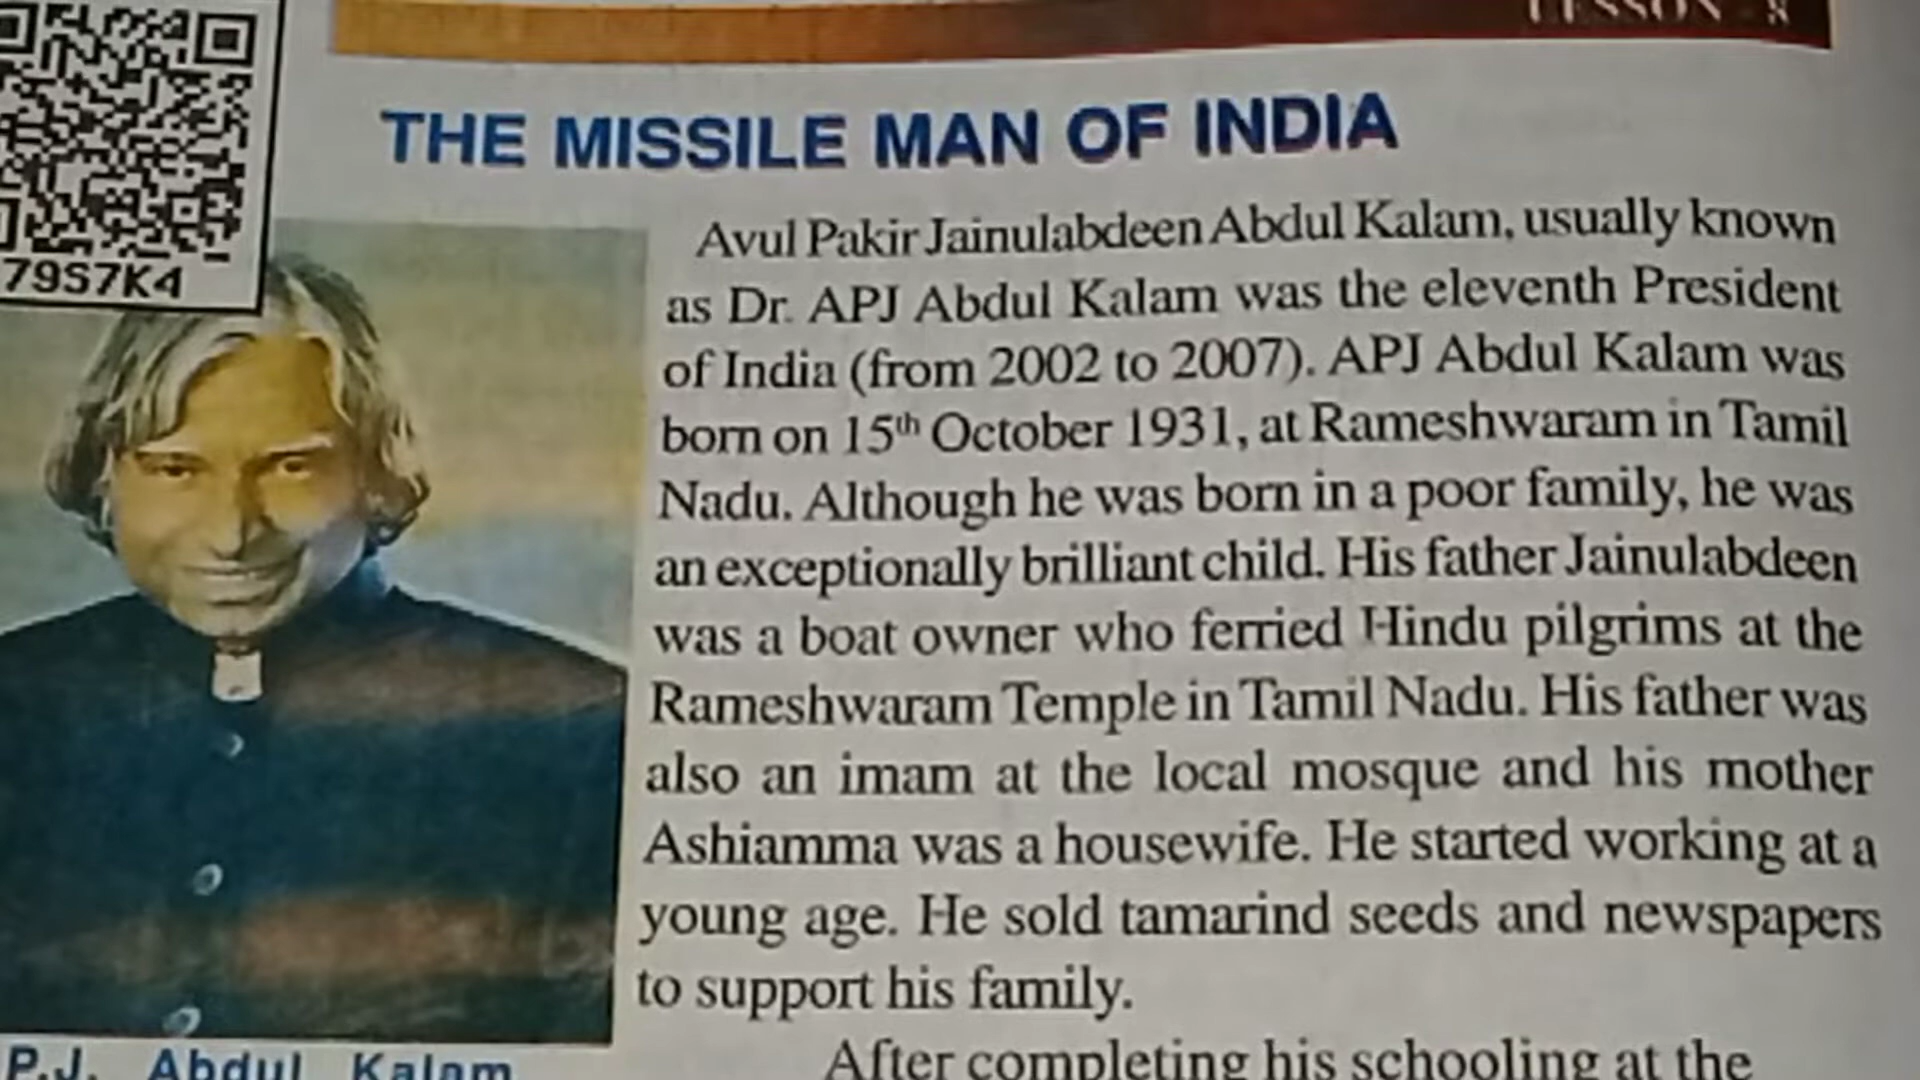 LESSON - 8
79S7K4
THE MISSILE MAN OF INDIA
Avul Pakir Jainulabdeen Abdul Kalam, usually known
as Dr. APJ Abdul Kalam was the eleventh President
of India (from 2002 to 2007). APJ Abdul Kalam was
born on 15th October 1931, at Rameshwaram in Tamil
Nadu. Although he was born in a poor family, he was
an exceptionally brilliant child. His father Jainulabdeen
was a boat owner who ferried Hindu pilgrims at the
Rameshwaram Temple in Tamil Nadu. His father was
also an imam at the local mosque and his mother
Ashiamma was a housewife. He started working at a
young age. He sold tamarind seeds and newspapers
to support his family.
After completing his schooling at the
P.J. Abdul Kalam